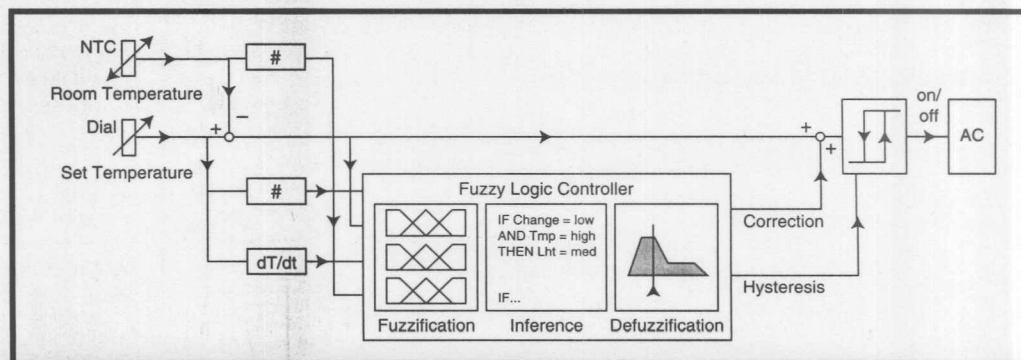 NTC
#
Room Temperature
−
Dial
+
Set Temperature
#
dT/dt
Fuzzy Logic Controller
IF Change = low
AND Tmp = high
THEN Lht = med
IF...
Fuzzification
Inference
Defuzzification
Correction
Hysteresis
+
+
on/
off
AC